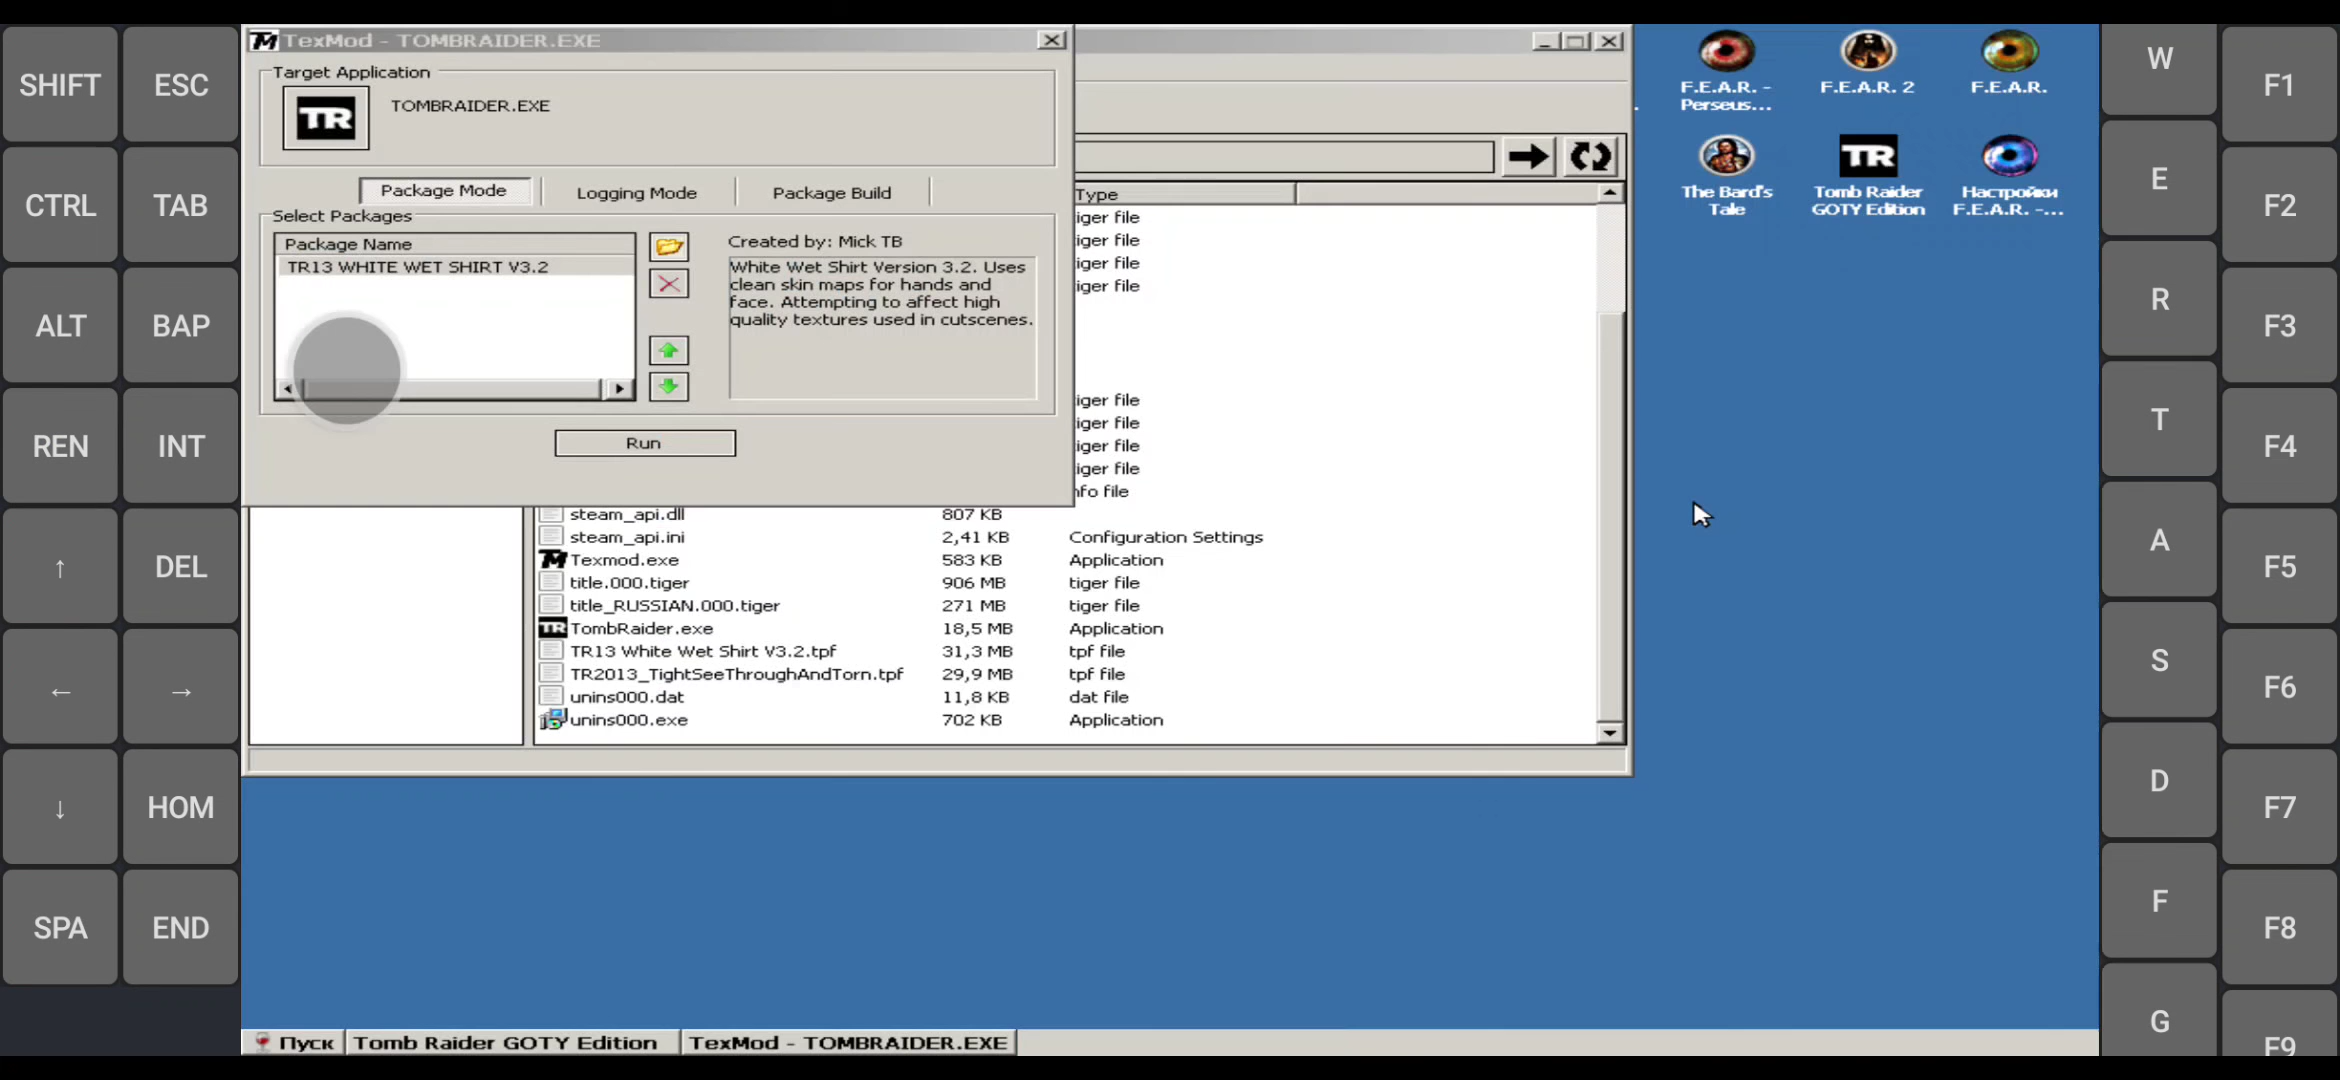 SHIFT
ESC
CTRL
TAB
ALT
BAP
REN
INT
↑
DEL
←
→
↓
HOM
SPA
END
TM TexMod - TOMBRAIDER.EXE
Target Application
TR
TOMBRAIDER.EXE
Package Mode
Logging Mode
Package Build
Select Packages
Package Name
TR13 WHITE WET SHIRT V3.2
Created by: Mick TB
White Wet Shirt Version 3.2. Uses
clean skin maps for hands and
face. Attempting to affect high
quality textures used in cutscenes.
Run
Type
iger file
iger file
iger file
iger file
iger file
iger file
iger file
iger file
nfo file
steam_api.dll 807 KB
steam_api.ini 2,41 KB Configuration Settings
Texmod.exe 583 KB Application
title.000.tiger 906 MB tiger file
title_RUSSIAN.000.tiger 271 MB tiger file
TR TombRaider.exe 18,5 MB Application
TR13 White Wet Shirt V3.2.tpf 31,3 MB tpf file
TR2013_TightSeeThroughAndTorn.tpf 29,9 MB tpf file
unins000.dat 11,8 KB dat file
unins000.exe 702 KB Application
F.E.A.R. -
Perseus...
F.E.A.R. 2
F.E.A.R.
The Bard's
Tale
TR
Tomb Raider
GOTY Edition
Настройки
F.E.A.R. -...
Пуск
Tomb Raider GOTY Edition
TexMod - TOMBRAIDER.EXE
W
E
R
T
A
S
D
F
G
F1
F2
F3
F4
F5
F6
F7
F8
F9